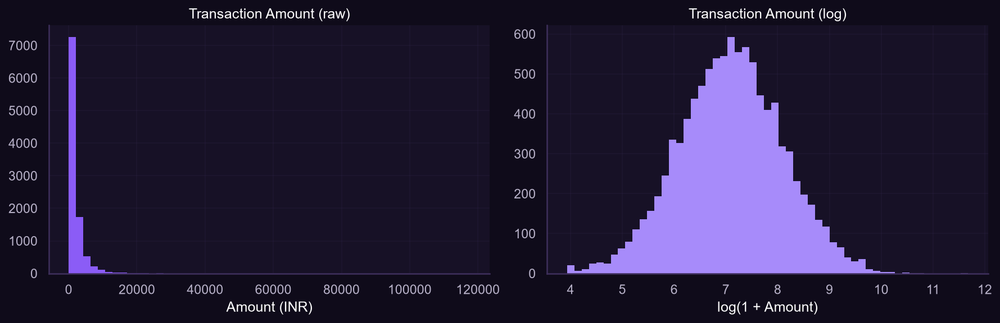 Transaction Amount (raw)
7000
6000
5000
4000
3000
2000
1000
0
0 20000 40000 60000 80000 100000 120000
Amount (INR)
Transaction Amount (log)
600
500
400
300
200
100
0
4 5 6 7 8 9 10 11 12
log(1 + Amount)